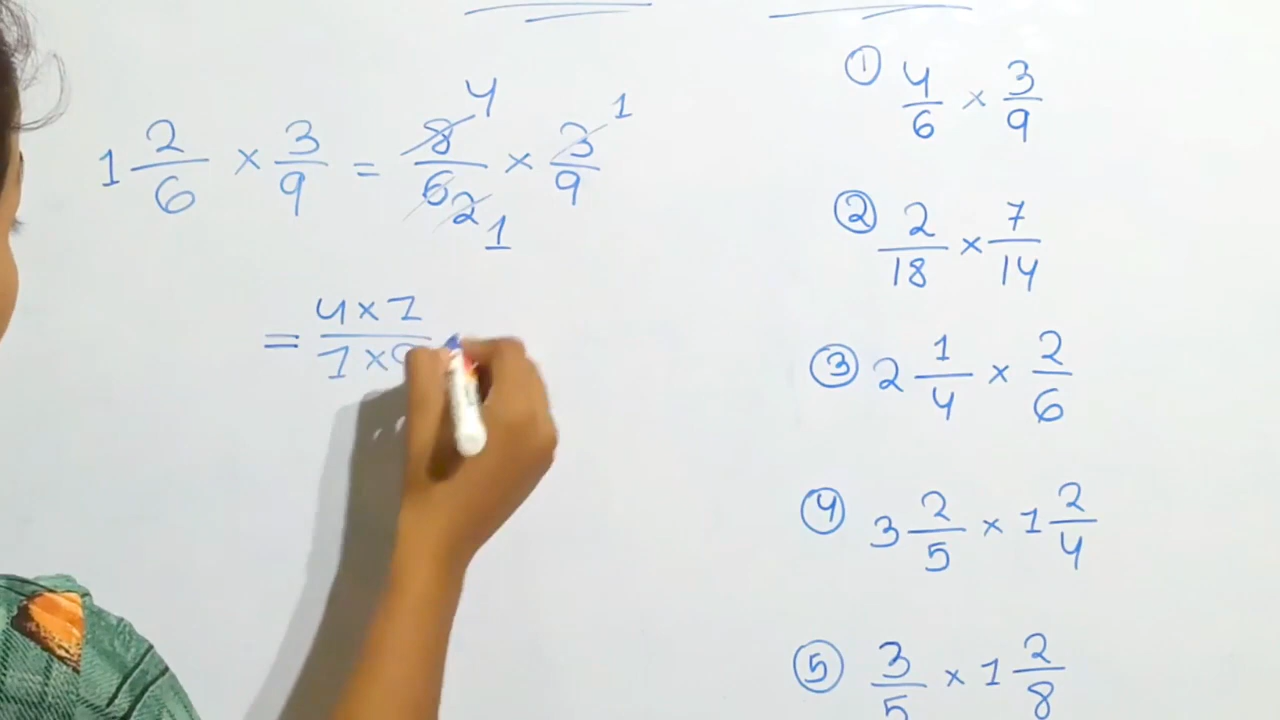 1 2/6 × 3/9 = 8/6 × 3/9
4 1
2 1
= 4 × 1 / 1 × 9
① 4/6 × 3/9
② 2/18 × 7/14
③ 2 1/4 × 2/6
④ 3 2/5 × 1 2/4
⑤ 3/5 × 1 2/8